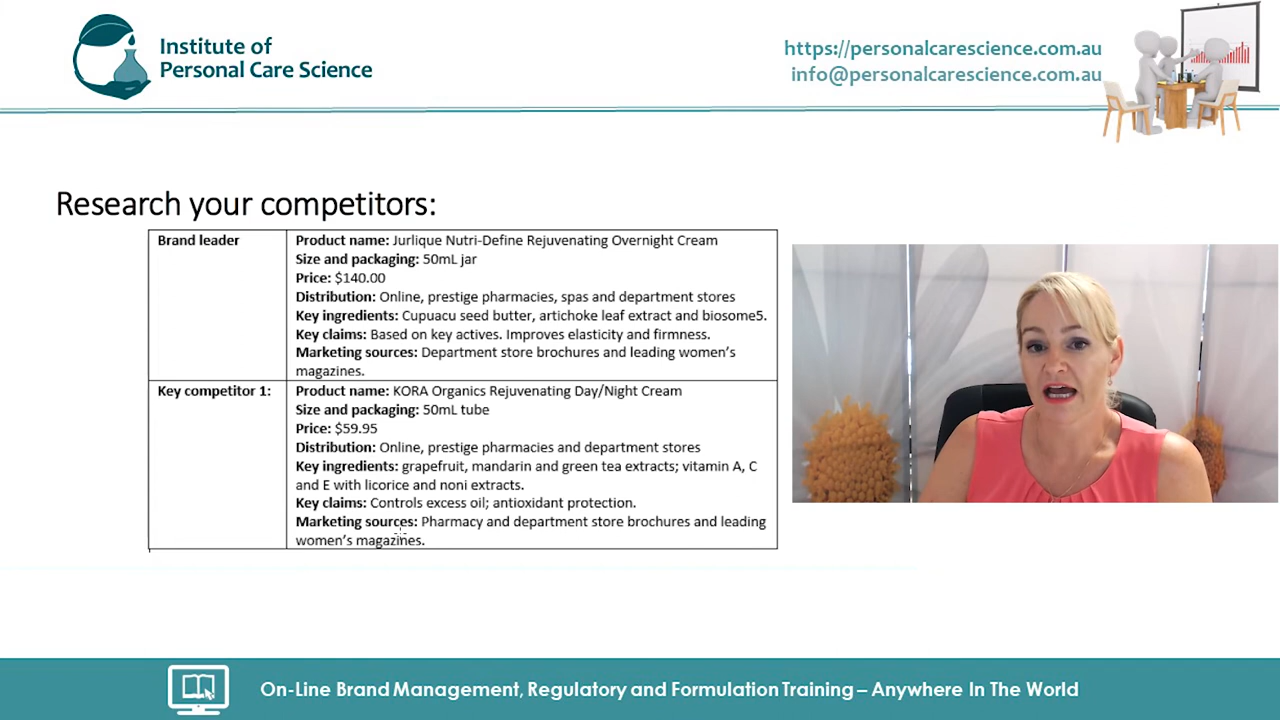 Institute of
Personal Care Science
https://personalcarescience.com.au
info@personalcarescience.com.au
Research your competitors:
Brand leader
Product name: Jurlique Nutri-Define Rejuvenating Overnight Cream
Size and packaging: 50mL jar
Price: $140.00
Distribution: Online, prestige pharmacies, spas and department stores
Key ingredients: Cupuacu seed butter, artichoke leaf extract and biosome5.
Key claims: Based on key actives. Improves elasticity and firmness.
Marketing sources: Department store brochures and leading women's
magazines.
Key competitor 1:
Product name: KORA Organics Rejuvenating Day/Night Cream
Size and packaging: 50mL tube
Price: $59.95
Distribution: Online, prestige pharmacies and department stores
Key ingredients: grapefruit, mandarin and green tea extracts; vitamin A, C
and E with licorice and noni extracts.
Key claims: Controls excess oil; antioxidant protection.
Marketing sources: Pharmacy and department store brochures and leading
women's magazines.
On-Line Brand Management, Regulatory and Formulation Training – Anywhere In The World